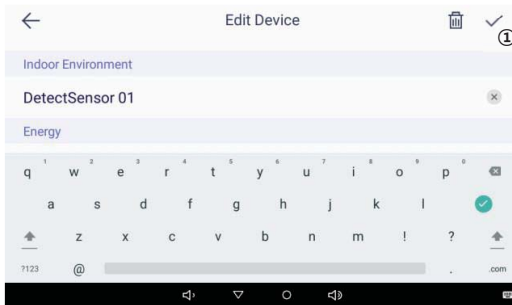 Edit Device
①
Indoor Environment
DetectSensor 01
Energy
q 1 w 2 e 3 r 4 t 5 y 6 u 7 i 8 o 9 p 0
a s d f g h j k l
z x c v b n m ! ?
?123 @ . .com